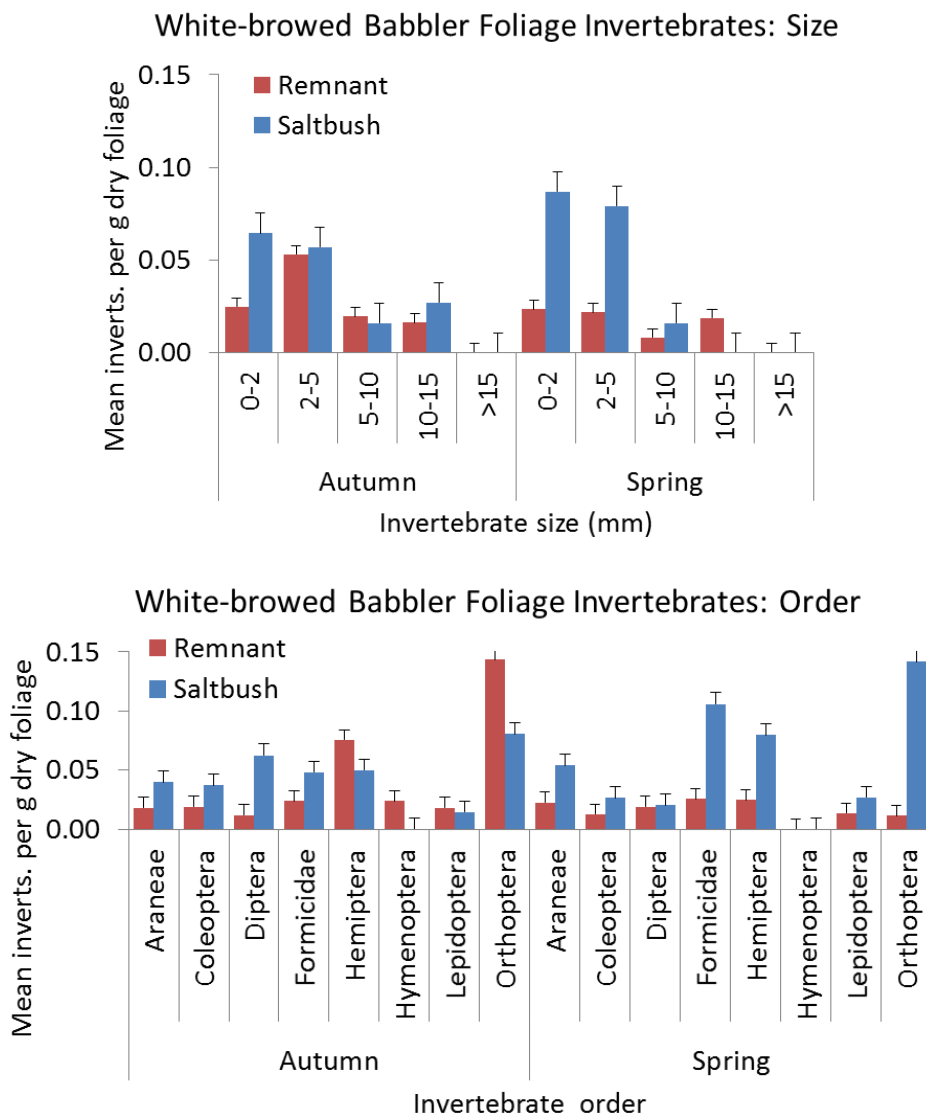 White-browed Babbler Foliage Invertebrates: Size
Mean inverts. per g dry foliage
0.15
0.10
0.05
0.00
Remnant
Saltbush
0-2
2-5
5-10
10-15
>15
0-2
2-5
5-10
10-15
>15
Autumn
Spring
Invertebrate size (mm)
White-browed Babbler Foliage Invertebrates: Order
Mean inverts. per g dry foliage
0.15
0.10
0.05
0.00
Remnant
Saltbush
Araneae
Coleoptera
Diptera
Formicidae
Hemiptera
Hymenoptera
Lepidoptera
Orthoptera
Araneae
Coleoptera
Diptera
Formicidae
Hemiptera
Hymenoptera
Lepidoptera
Orthoptera
Autumn
Spring
Invertebrate order